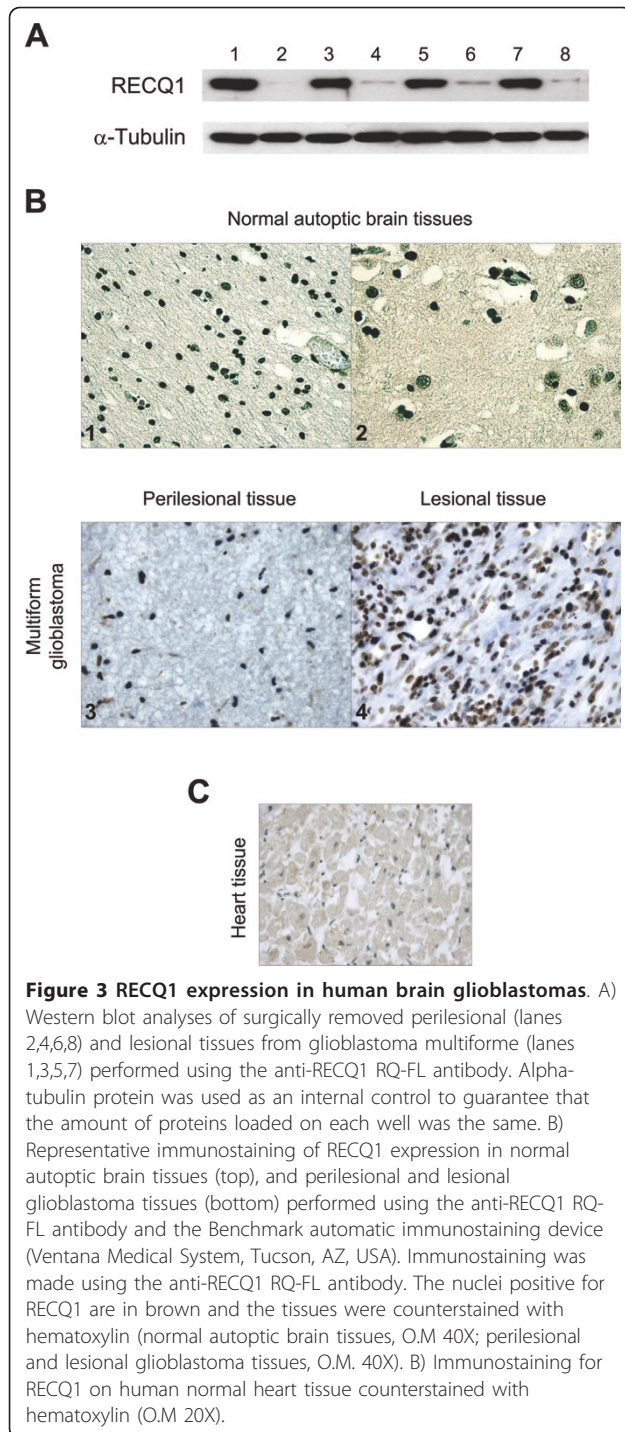 A
1 2 3 4 5 6 7 8
RECQ1
α-Tubulin
B
Normal autoptic brain tissues
1
2
Perilesional tissue
Lesional tissue
Multiform
glioblastoma
3
4
C
Heart tissue
Figure 3 RECQ1 expression in human brain glioblastomas. A)
Western blot analyses of surgically removed perilesional (lanes
2,4,6,8) and lesional tissues from glioblastoma multiforme (lanes
1,3,5,7) performed using the anti-RECQ1 RQ-FL antibody. Alpha-
tubulin protein was used as an internal control to guarantee that
the amount of proteins loaded on each well was the same. B)
Representative immunostaining of RECQ1 expression in normal
autoptic brain tissues (top), and perilesional and lesional
glioblastoma tissues (bottom) performed using the anti-RECQ1 RQ-
FL antibody and the Benchmark automatic immunostaining device
(Ventana Medical System, Tucson, AZ, USA). Immunostaining was
made using the anti-RECQ1 RQ-FL antibody. The nuclei positive for
RECQ1 are in brown and the tissues were counterstained with
hematoxylin (normal autoptic brain tissues, O.M 40X; perilesional
and lesional glioblastoma tissues, O.M. 40X). B) Immunostaining for
RECQ1 on human normal heart tissue counterstained with
hematoxylin (O.M 20X).